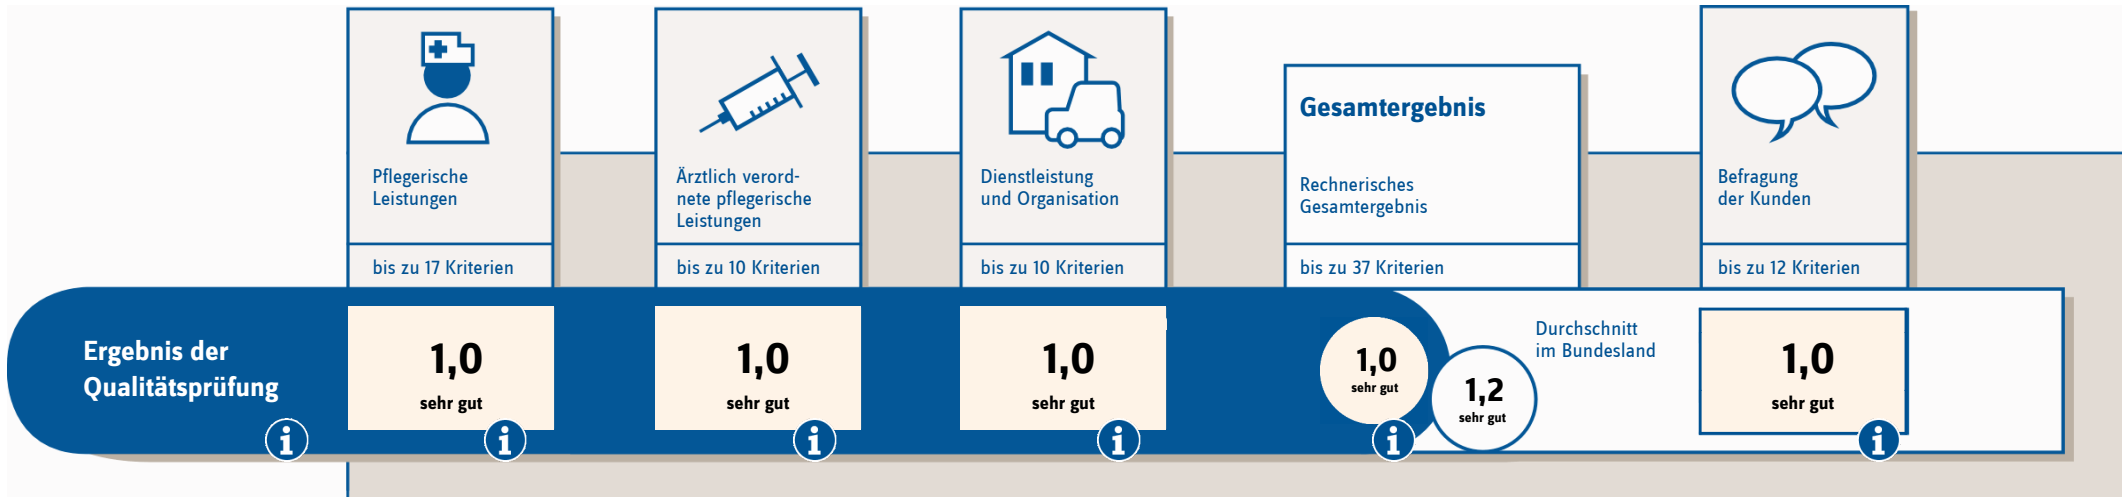 Pflegerische
Leistungen
bis zu 17 Kriterien
Ärztlich verord-
nete pflegerische
Leistungen
bis zu 10 Kriterien
Dienstleistung
und Organisation
bis zu 10 Kriterien
Gesamtergebnis
Rechnerisches
Gesamtergebnis
bis zu 37 Kriterien
Befragung
der Kunden
bis zu 12 Kriterien
Ergebnis der
Qualitätsprüfung
i
1,0
sehr gut
i
1,0
sehr gut
i
1,0
sehr gut
i
1,0
sehr gut
i
1,2
sehr gut
Durchschnitt
im Bundesland
1,0
sehr gut
i